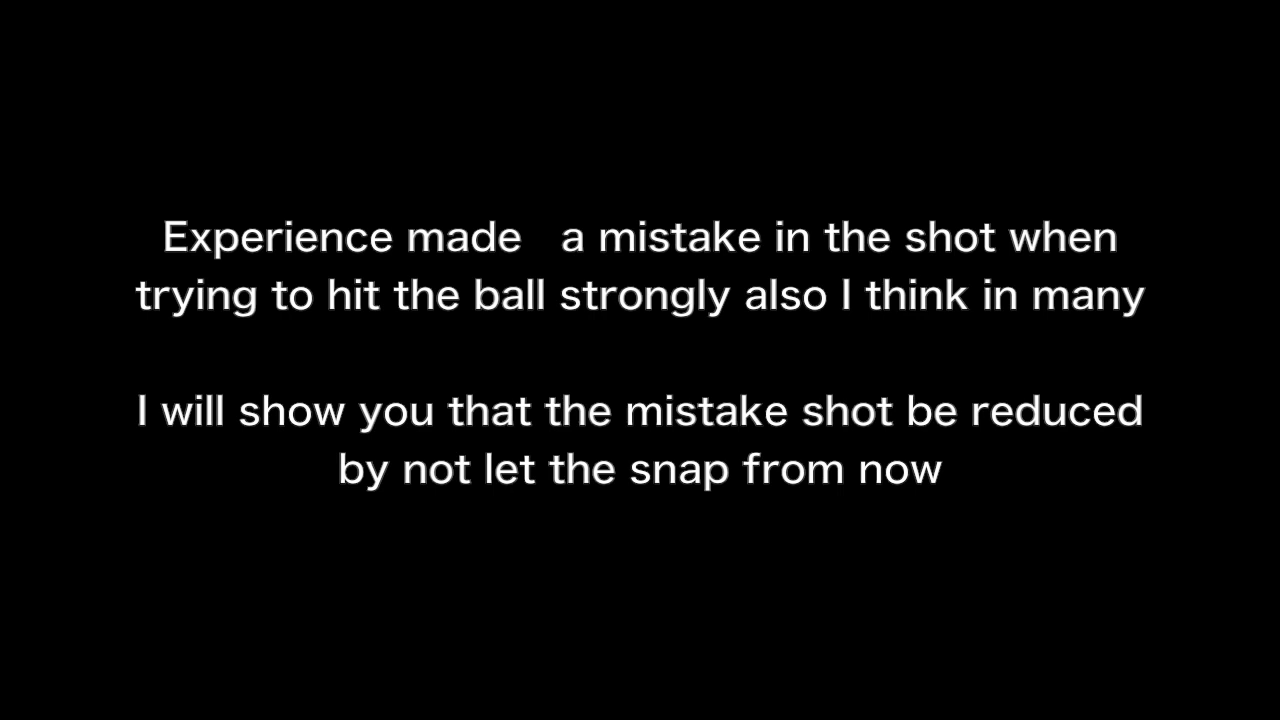 Experience made   a mistake in the shot when
trying to hit the ball strongly also I think in many
I will show you that the mistake shot be reduced
by not let the snap from now